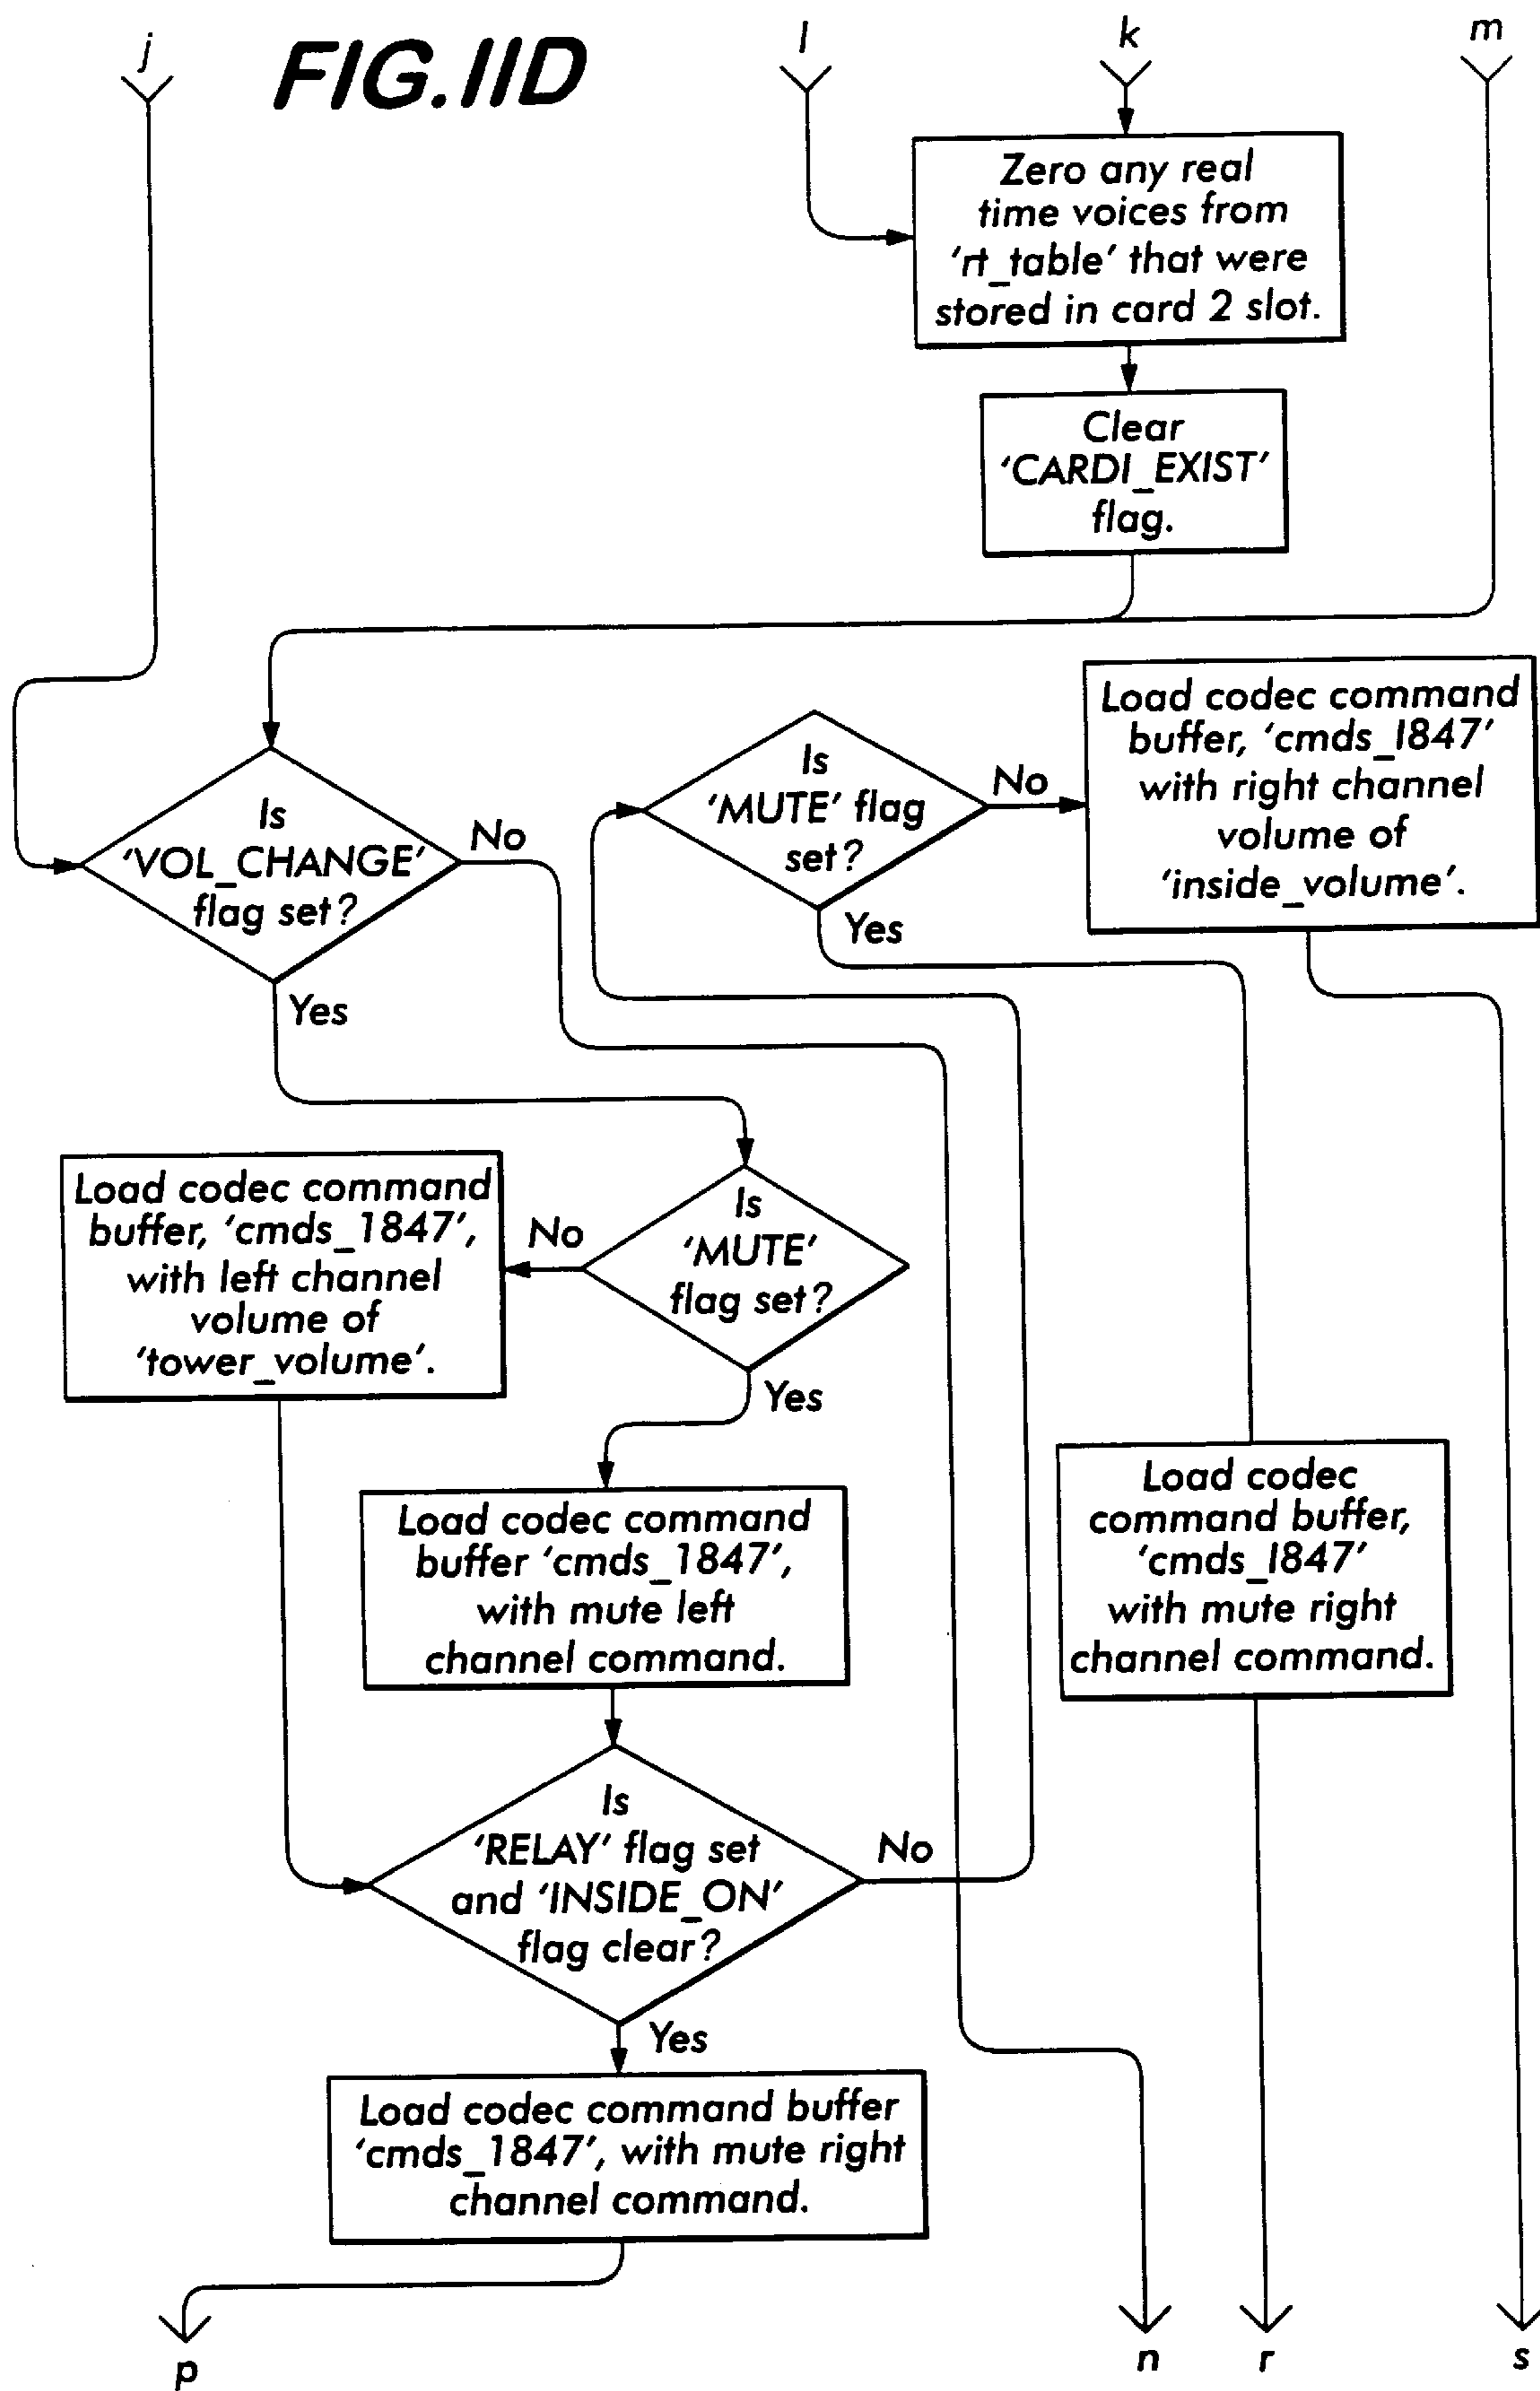 j
FIG.IID
l
k
m
Zero any real
time voices from
'rt_table' that were
stored in card 2 slot.
Clear
'CARDI_EXIST'
flag.
Is
'VOL_CHANGE'
flag set?
No
Yes
Is
'MUTE' flag
set?
No
Yes
Load codec command
buffer, 'cmds_I847'
with right channel
volume of
'inside_volume'.
Load codec command
buffer, 'cmds_1847',
with left channel
volume of
'tower_volume'.
No
Is
'MUTE'
flag set?
Yes
Load codec command
buffer 'cmds_1847',
with mute left
channel command.
Load codec
command buffer,
'cmds_I847'
with mute right
channel command.
Is
'RELAY' flag set
and 'INSIDE_ON'
flag clear?
No
Yes
Load codec command buffer
'cmds_1847', with mute right
channel command.
p
n
r
s